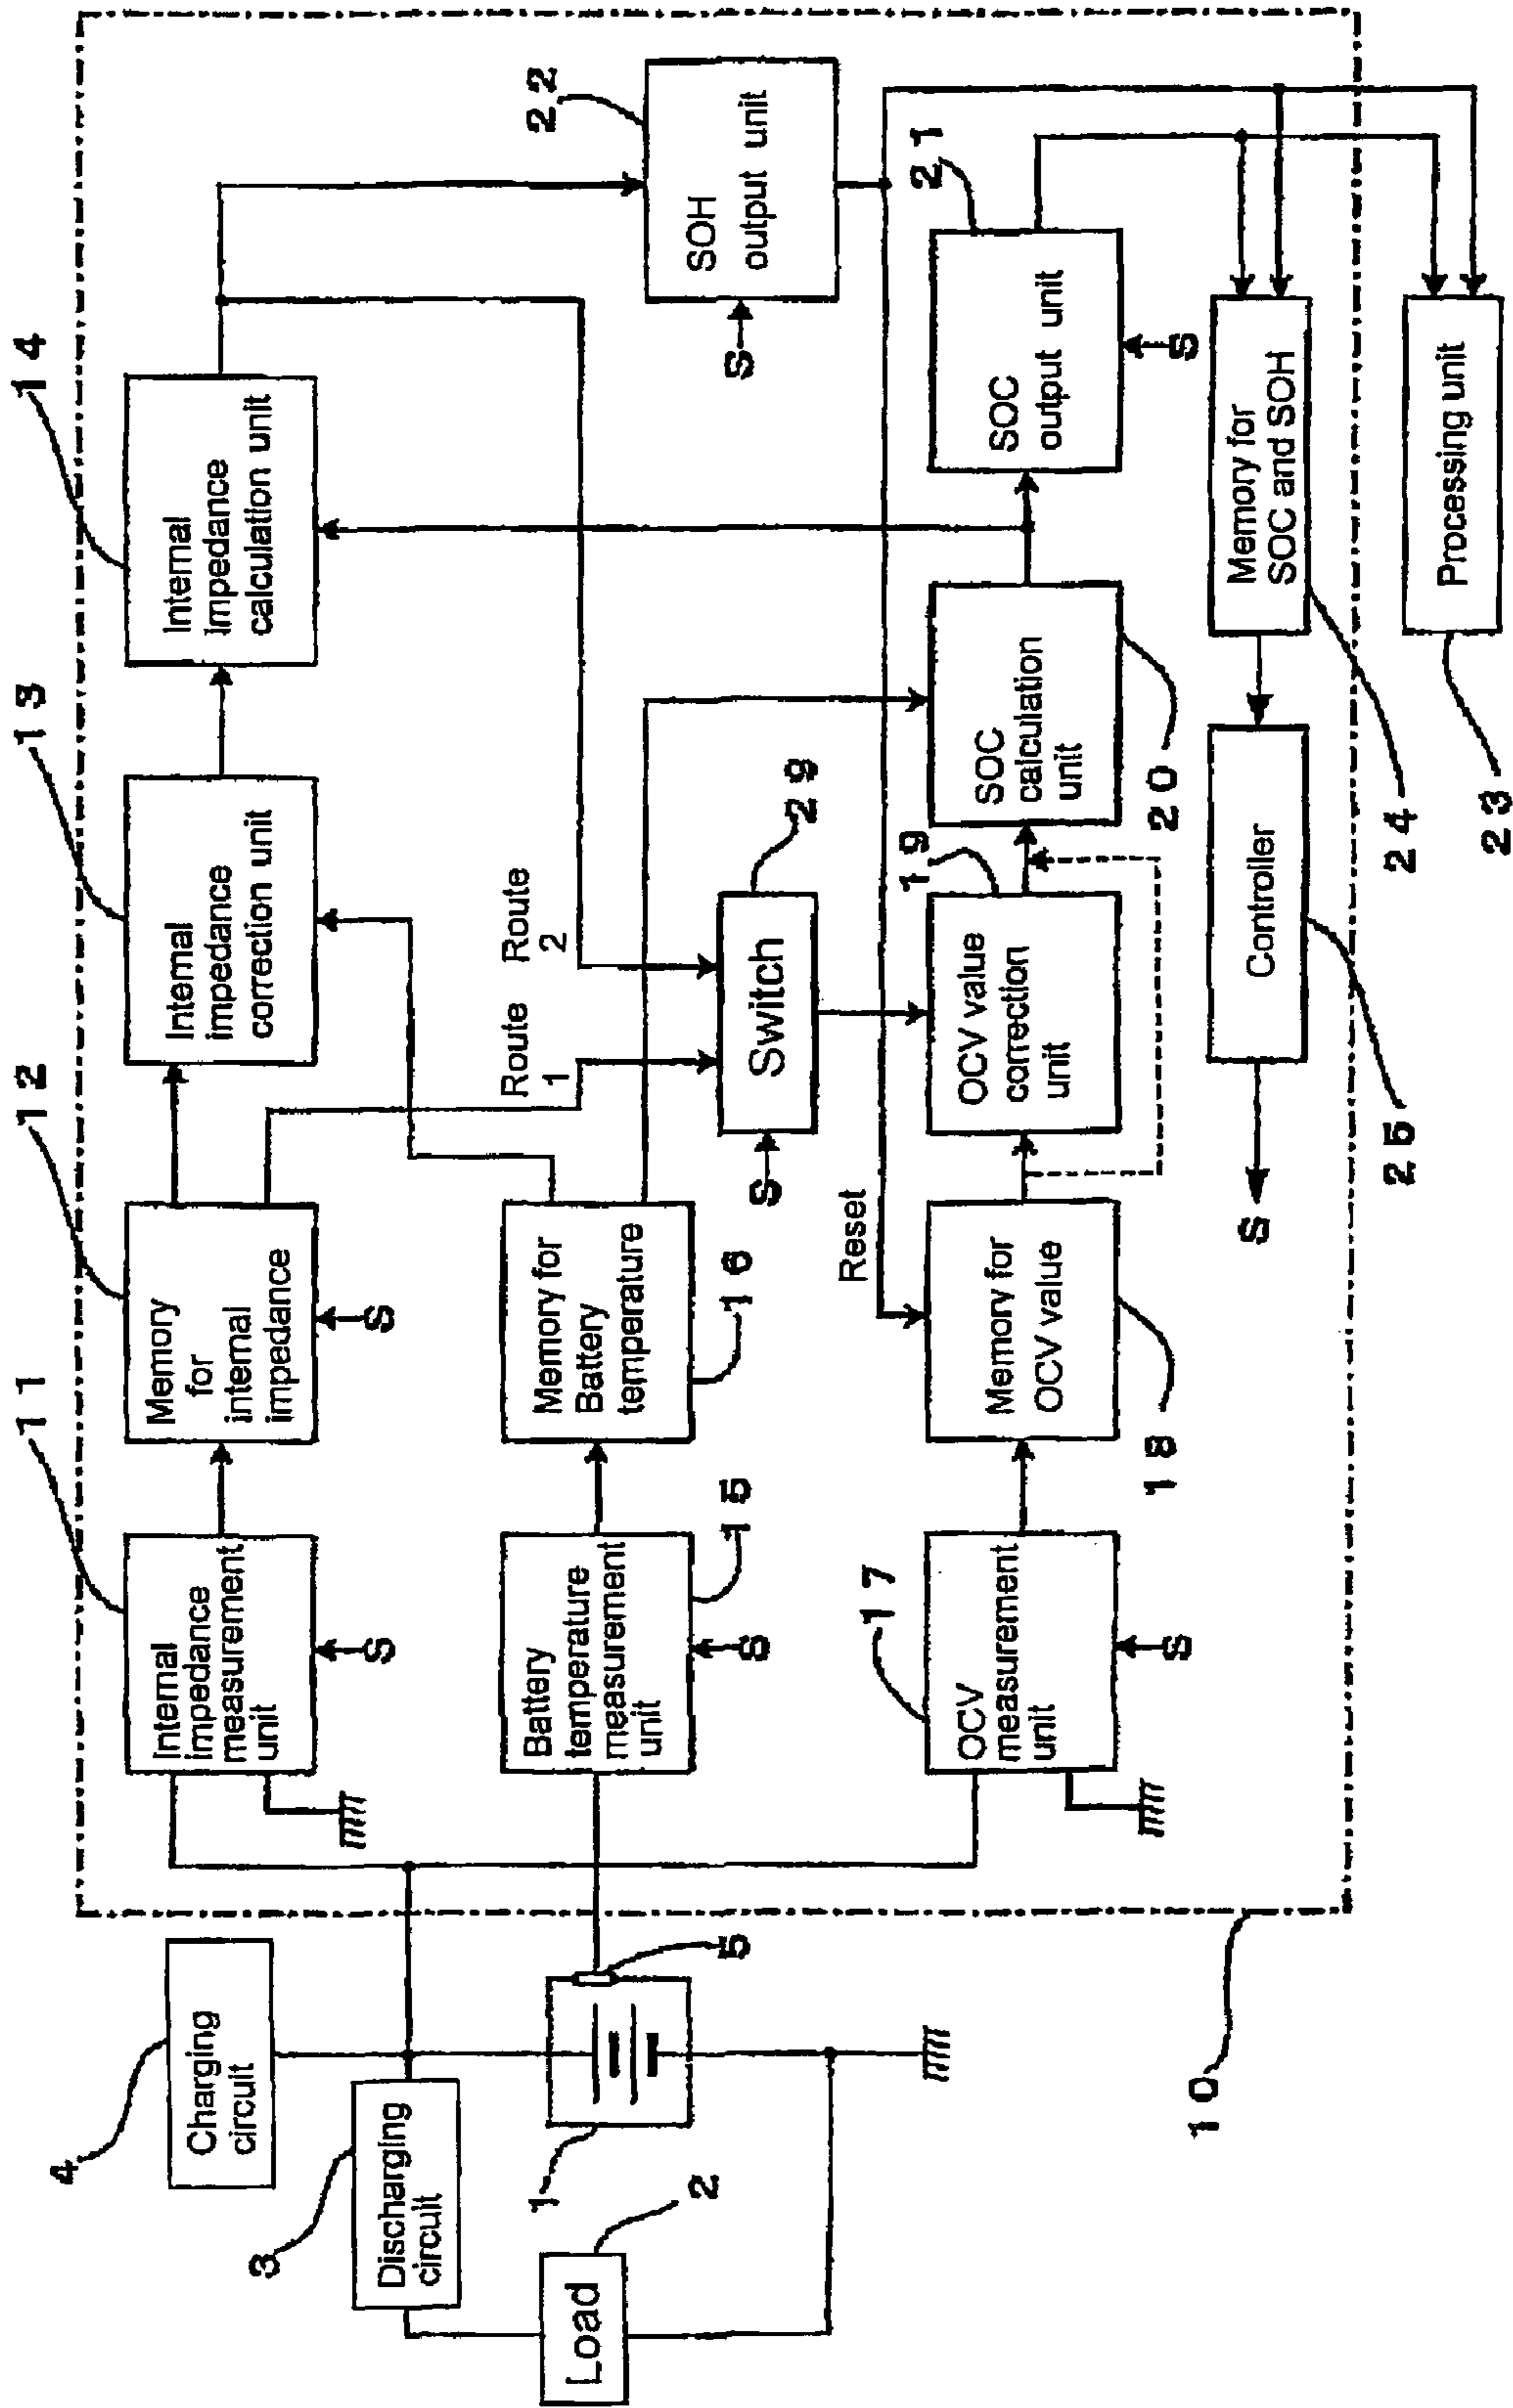 4
Charging
circuit
3
Discharging
circuit
1
5
2
Load
10
11
Internal
impedance
measurement
unit
S
12
Memory
for
internal
impedance
S
13
Internal
impedance
correction unit
14
Internal
impedance
calculation unit
Battery
temperature
measurement
unit
15
S
Memory for
Battery
temperature
16
Route
1
Route
2
Switch
29
S
22
SOH
output unit
S
17
OCV
measurement
unit
S
Reset
Memory for
OCV value
18
19
OCV value
correction
unit
SOC
calculation
unit
20
21
SOC
output unit
S
S
Controller
25
Memory for
SOC and SOH
24
Processing unit
23